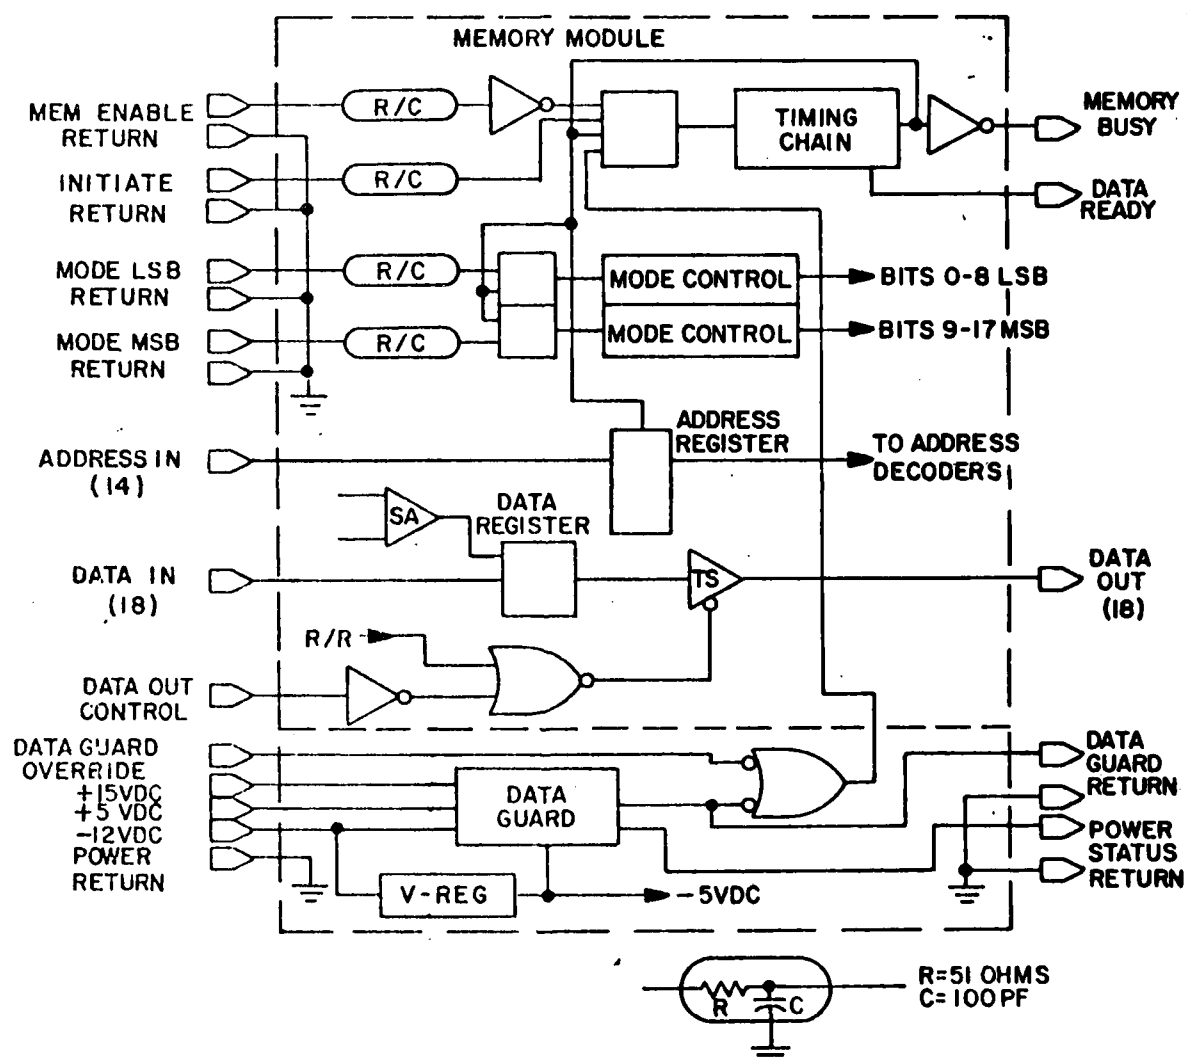 MEMORY MODULE
MEM ENABLE
RETURN
R/C
TIMING
CHAIN
MEMORY
BUSY
INITIATE
RETURN
R/C
DATA
READY
MODE LSB
RETURN
R/C
MODE CONTROL
BITS 0-8 LSB
MODE MSB
RETURN
R/C
MODE CONTROL
BITS 9-17 MSB
ADDRESS IN
(14)
ADDRESS
REGISTER
TO ADDRESS
DECODERS
SA
DATA
REGISTER
DATA IN
(18)
TS
DATA
OUT
(18)
R/R
DATA OUT
CONTROL
DATA GUARD
OVERRIDE
+15VDC
+5 VDC
-12VDC
POWER
RETURN
DATA
GUARD
V-REG
-5VDC
DATA
GUARD
RETURN
POWER
STATUS
RETURN
R
C
R=51 OHMS
C=100PF